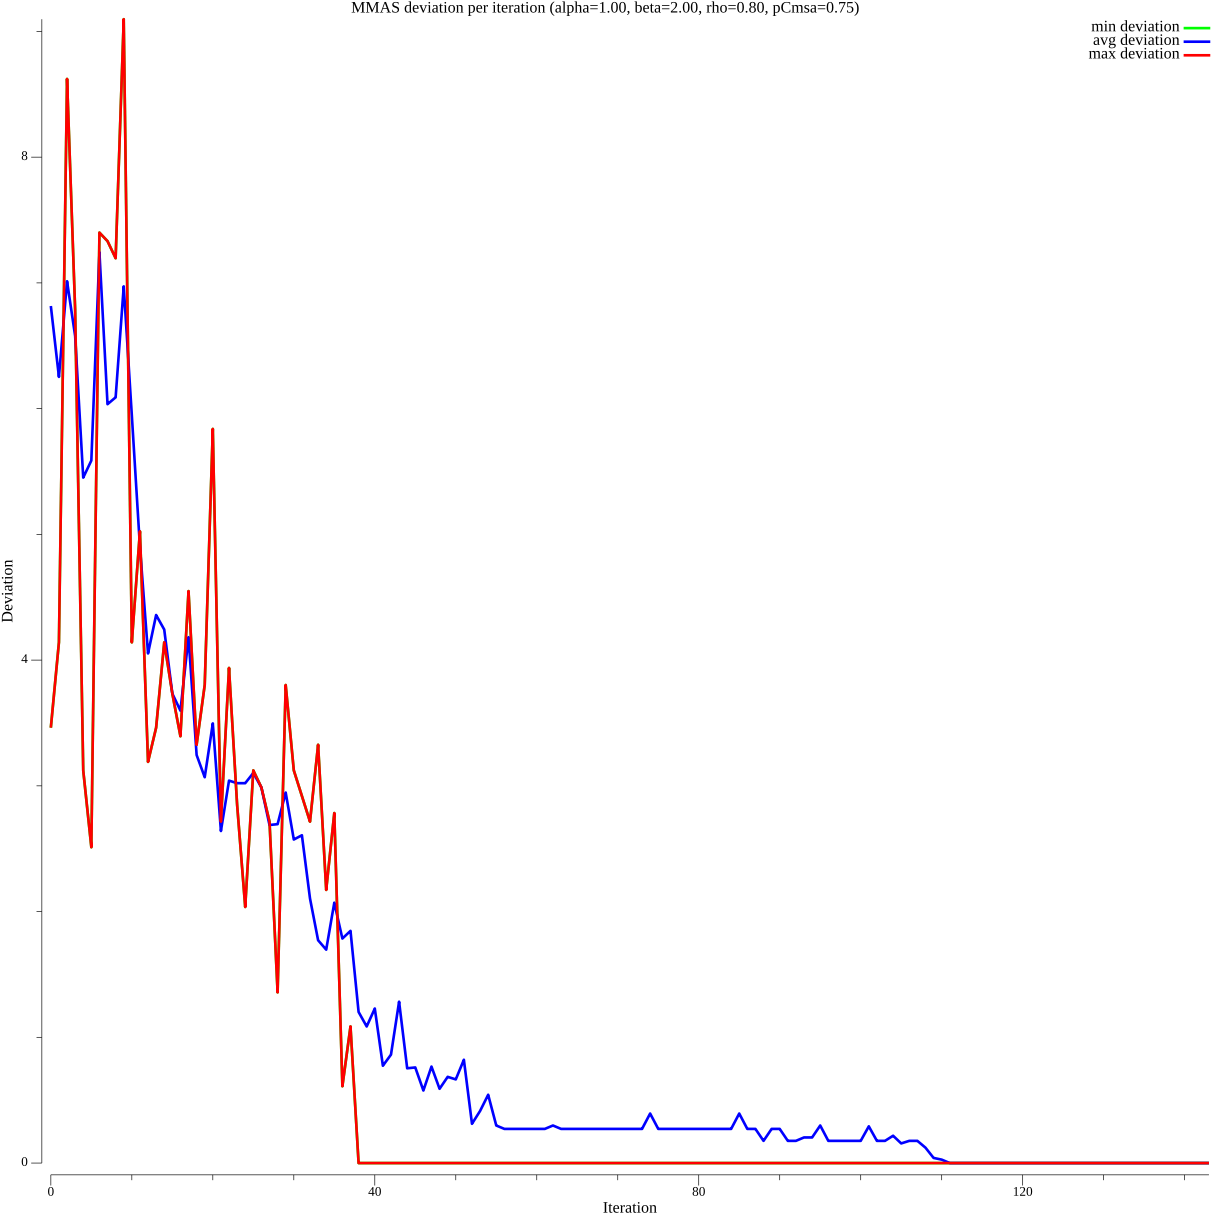 MMAS deviation per iteration (alpha=1.00, beta=2.00, rho=0.80, pCmsa=0.75)
min deviation
avg deviation
max deviation
8
4
0
Deviation
0 40 80 120
Iteration